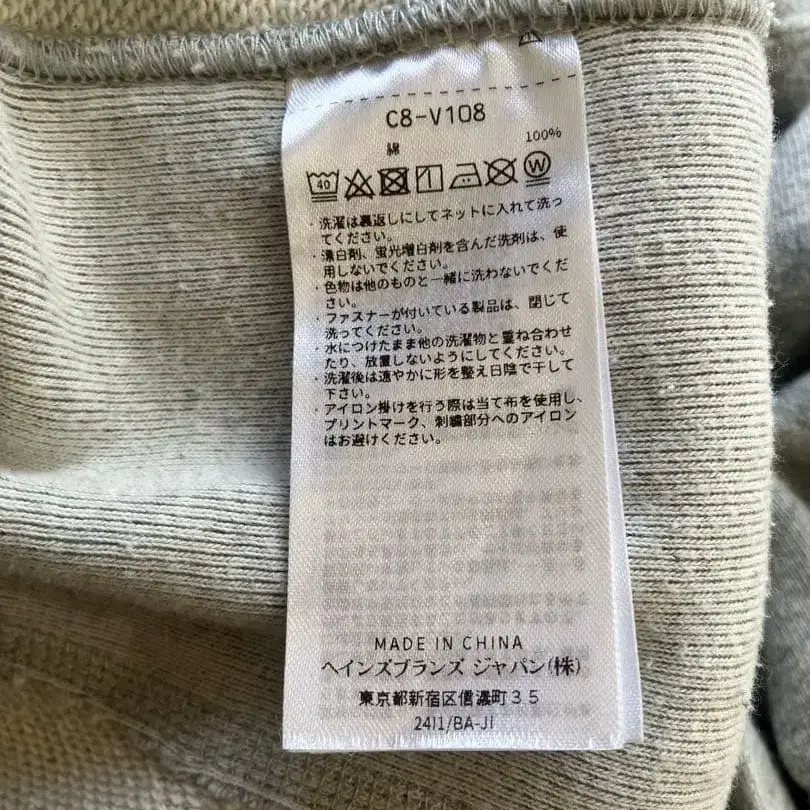 C8-V108
綿 100%
40 W
・洗濯は裏返しにしてネットに入れて洗っ
てください。
・漂白剤、蛍光増白剤を含んだ洗剤は、使
用しないでください。
・色物は他のものと一緒に洗わないでくだ
さい。
・ファスナーが付いている製品は、閉じて
洗ってください。
・水につけたまま他の洗濯物と重ね合わせ
たり、放置しないようにしてください。
・洗濯後は速やかに形を整え日陰で干して
下さい。
・アイロン掛けを行う際は当て布を使用し、
プリントマーク、刺繍部分へのアイロン
はお避けください。
MADE IN CHINA
ヘインズブランズ ジャパン(株)
東京都新宿区信濃町35
24I1/BA-JI